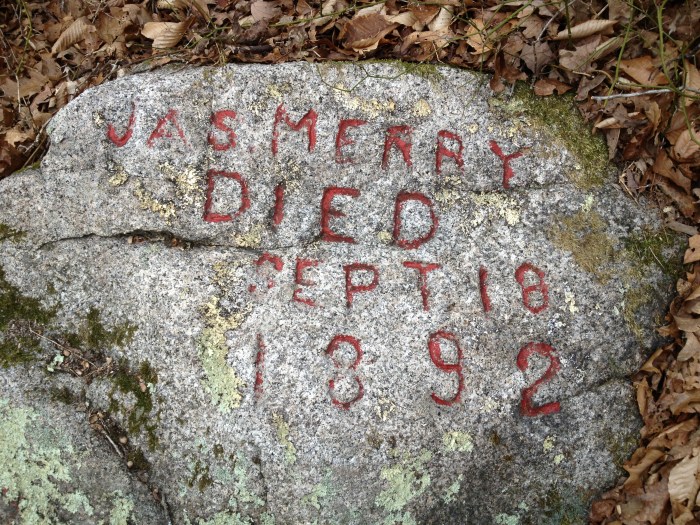 JAS. MERRY
DIED
SEPT 18
1892